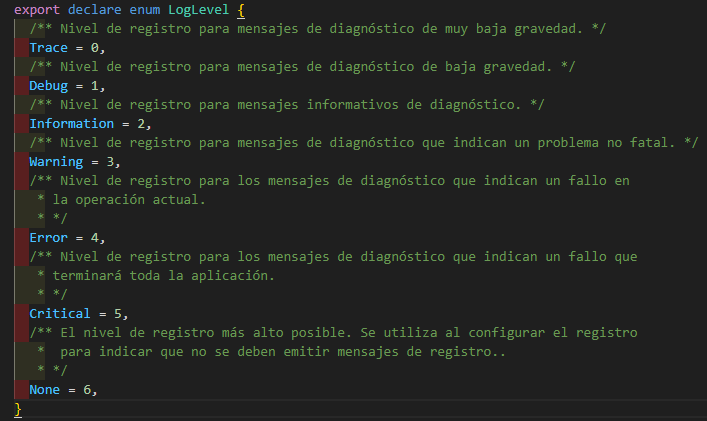 export declare enum LogLevel {
/** Nivel de registro para mensajes de diagnóstico de muy baja gravedad. */
Trace = 0,
/** Nivel de registro para mensajes de diagnóstico de baja gravedad. */
Debug = 1,
/** Nivel de registro para mensajes informativos de diagnóstico. */
Information = 2,
/** Nivel de registro para mensajes de diagnóstico que indican un problema no fatal. */
Warning = 3,
/** Nivel de registro para los mensajes de diagnóstico que indican un fallo en
* la operación actual.
* */
Error = 4,
/** Nivel de registro para los mensajes de diagnóstico que indican un fallo que
* terminará toda la aplicación.
* */
Critical = 5,
/** El nivel de registro más alto posible. Se utiliza al configurar el registro
*  para indicar que no se deben emitir mensajes de registro..
* */
None = 6,
}